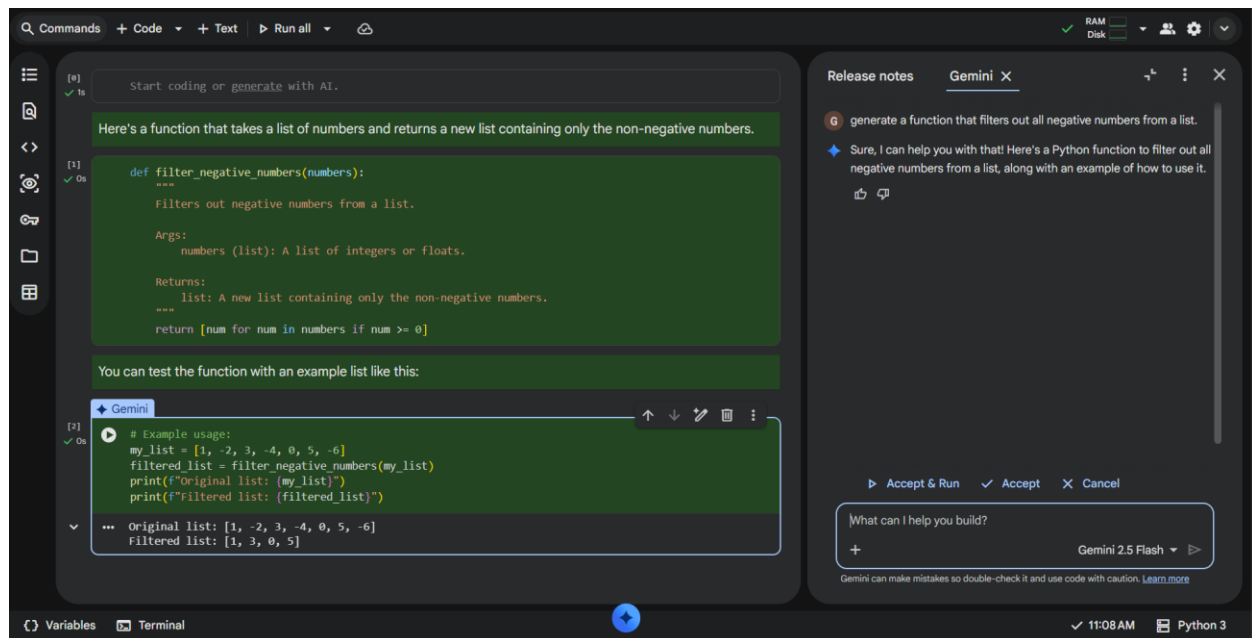 Commands + Code + Text Run all
RAM
Disk
[0]
1s
Start coding or generate with AI.
Here's a function that takes a list of numbers and returns a new list containing only the non-negative numbers.
[1]
0s
def filter_negative_numbers(numbers):
"""
Filters out negative numbers from a list.
Args:
numbers (list): A list of integers or floats.
Returns:
list: A new list containing only the non-negative numbers.
"""
return [num for num in numbers if num >= 0]
You can test the function with an example list like this:
Gemini
[2]
0s
# Example usage:
my_list = [1, -2, 3, -4, 0, 5, -6]
filtered_list = filter_negative_numbers(my_list)
print(f"Original list: {my_list}")
print(f"Filtered list: {filtered_list}")
... Original list: [1, -2, 3, -4, 0, 5, -6]
Filtered list: [1, 3, 0, 5]
Release notes Gemini
G generate a function that filters out all negative numbers from a list.
Sure, I can help you with that! Here's a Python function to filter out all
negative numbers from a list, along with an example of how to use it.
Accept & Run Accept Cancel
What can I help you build?
+ Gemini 2.5 Flash
Gemini can make mistakes so double-check it and use code with caution. Learn more
{} Variables Terminal 11:08 AM Python 3